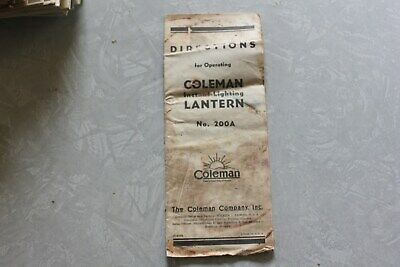 DIRECTIONS
for Operating
COLEMAN
Instant-Lighting
LANTERN
No. 200A
Coleman
The Coleman Company, Inc.